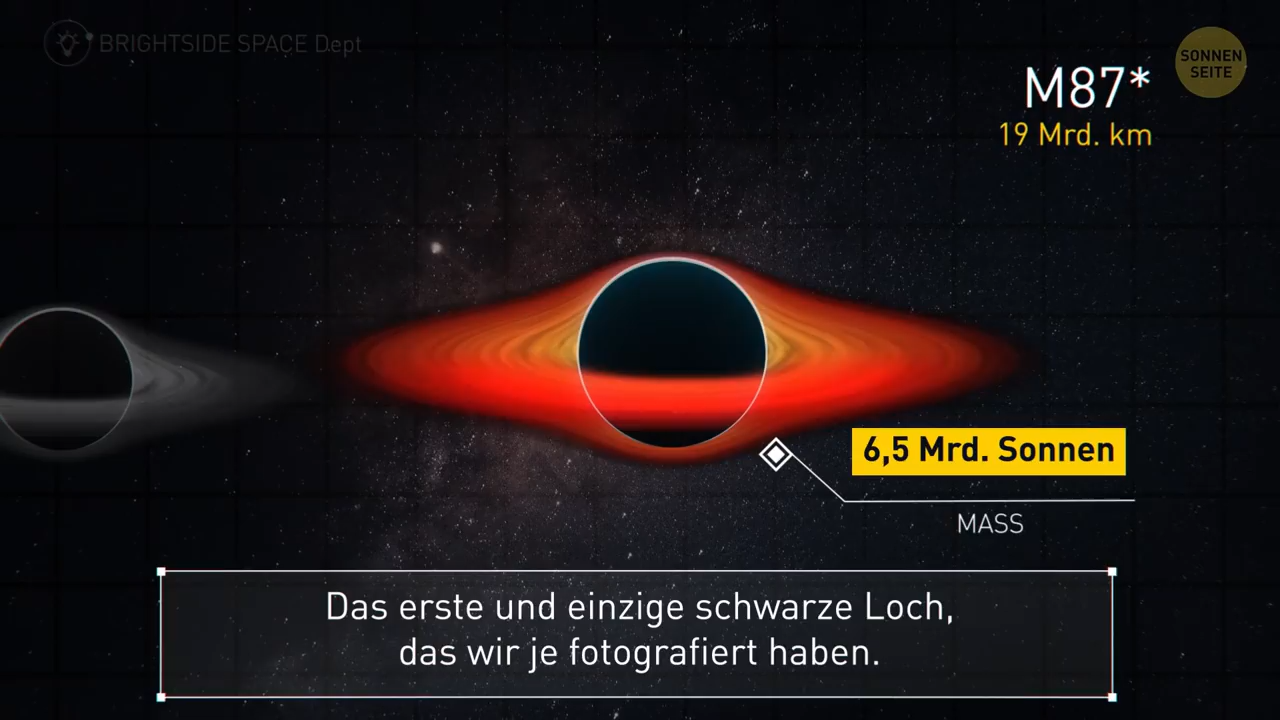 BRIGHTSIDE SPACE Dept
SONNEN
SEITE
M87*
19 Mrd. km
6,5 Mrd. Sonnen
MASS
Das erste und einzige schwarze Loch,
das wir je fotografiert haben.